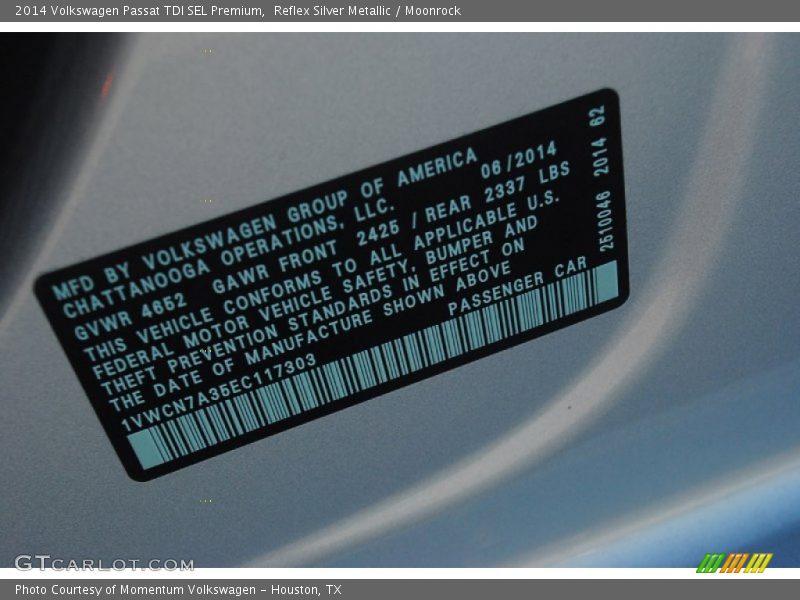 2014 Volkswagen Passat TDI SEL Premium,  Reflex Silver Metallic / Moonrock
MFD BY VOLKSWAGEN GROUP OF AMERICA
CHATTANOOGA OPERATIONS, LLC. 06/2014
GVWR 4652 GAWR FRONT 2425 / REAR 2337 LBS
THIS VEHICLE CONFORMS TO ALL APPLICABLE U.S.
FEDERAL MOTOR VEHICLE SAFETY, BUMPER AND
THEFT PREVENTION STANDARDS IN EFFECT ON
THE DATE OF MANUFACTURE SHOWN ABOVE
1VWCN7A35EC117303 PASSENGER CAR
2510046 2014 62
GTcarlot.com
Photo Courtesy of Momentum Volkswagen - Houston, TX